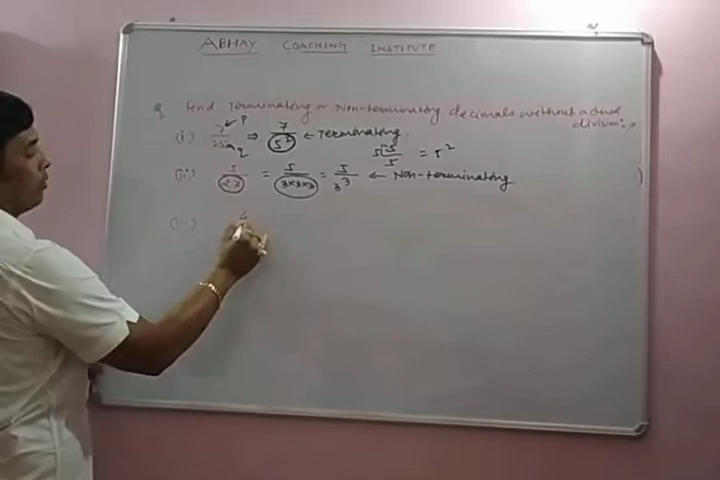 ABHAY COACHING INSTITUTE
Q Find Terminating or Non-terminating decimals without actual
division :→
(i) 7/25 p q ⇒ 7/5² ← Terminating.
5|25/5 = 5²
(ii) 5/27 = 5/3×3×3 = 5/3³ ← Non-terminating
(iii)